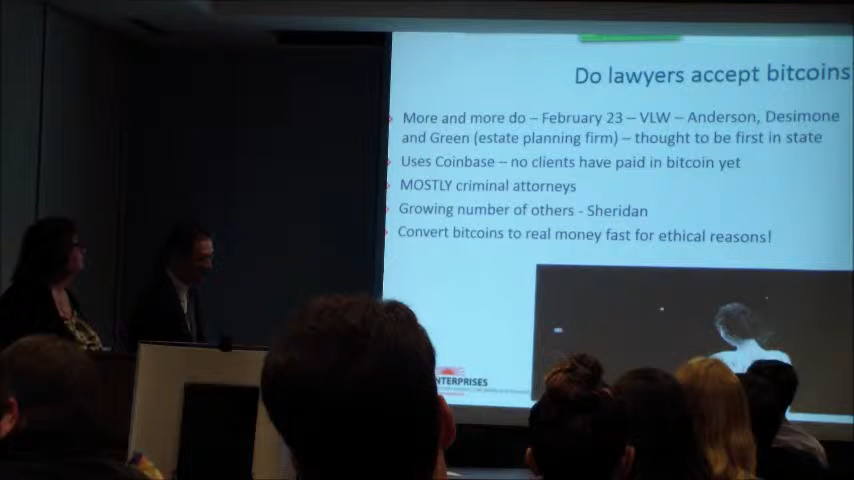 Do lawyers accept bitcoins
More and more do – February 23 – VLW – Anderson, Desimone
and Green (estate planning firm) – thought to be first in state
Uses Coinbase – no clients have paid in bitcoin yet
MOSTLY criminal attorneys
Growing number of others - Sheridan
Convert bitcoins to real money fast for ethical reasons!
NTERPRISES